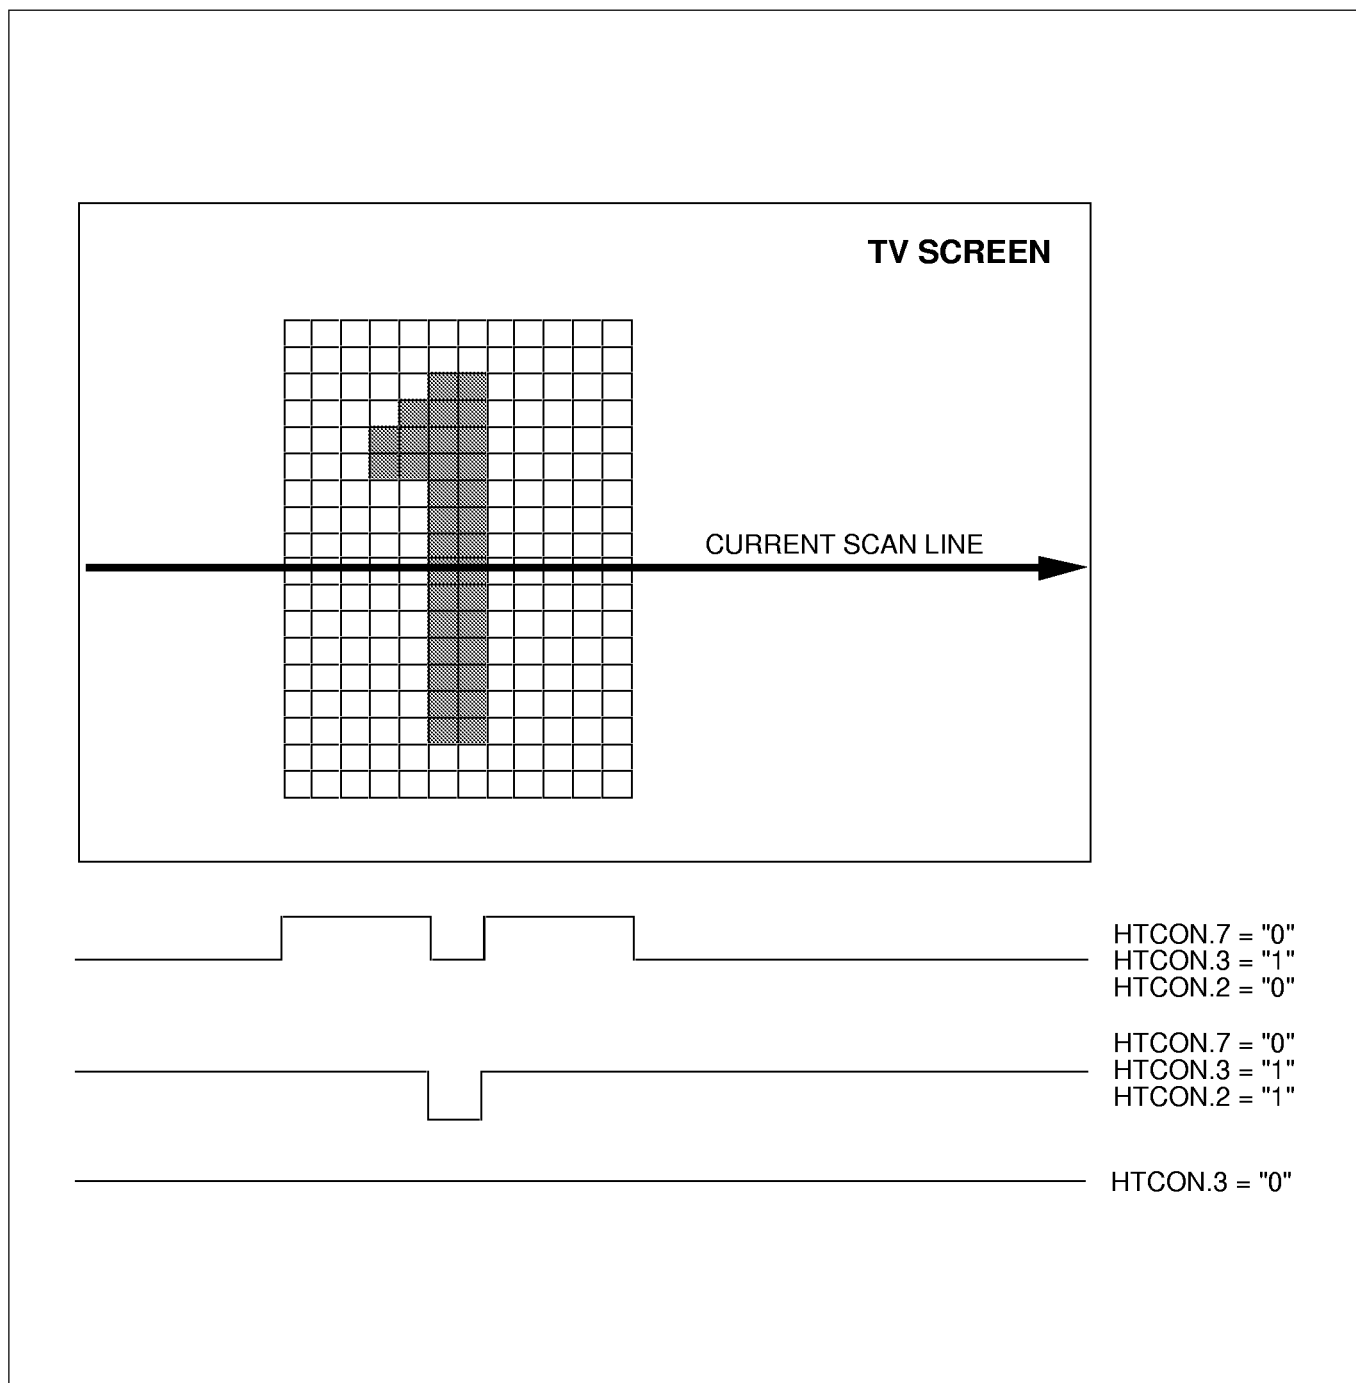 TV SCREEN
CURRENT SCAN LINE
HTCON.7 = "0"
HTCON.3 = "1"
HTCON.2 = "0"
HTCON.7 = "0"
HTCON.3 = "1"
HTCON.2 = "1"
HTCON.3 = "0"